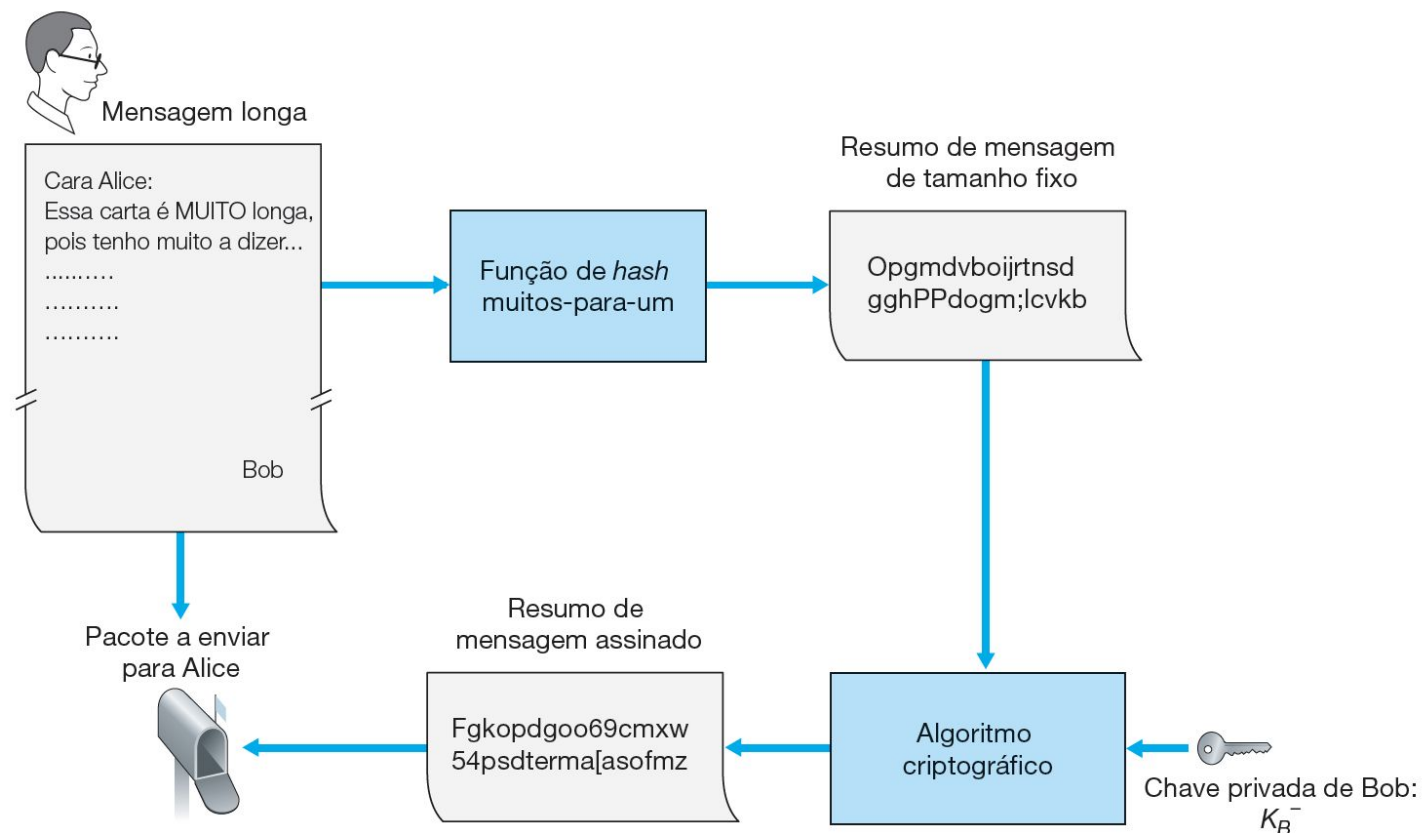 Mensagem longa
Cara Alice:
Essa carta é MUITO longa,
pois tenho muito a dizer...
..........
..........
..........
Bob
Função de hash
muitos-para-um
Resumo de mensagem
de tamanho fixo
Opgmdvboijrtnsd
gghPPdogm;lcvkb
Pacote a enviar
para Alice
Resumo de
mensagem assinado
Fgkopdgoo69cmxw
54psdterma[asofmz
Algoritmo
criptográfico
Chave privada de Bob:
K_B^-